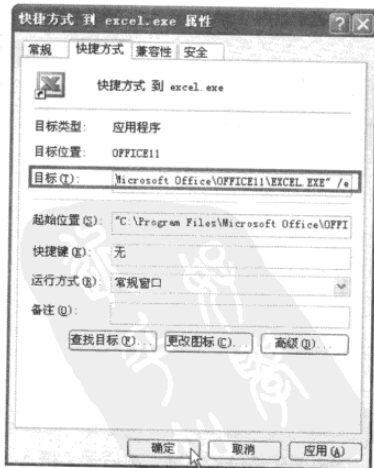 快捷方式 到 excel.exe 属性
常规 快捷方式 兼容性 安全
快捷方式 到 excel.exe
目标类型: 应用程序
目标位置: OFFICE11
目标(T): Microsoft Office\OFFICE11\EXCEL.EXE" /e
起始位置(S): "C:\Program Files\Microsoft Office\OFFI
快捷键(K): 无
运行方式(R): 常规窗口
备注(O):
查找目标(F)... 更改图标(C)... 高级(D)...
确定 取消 应用(A)